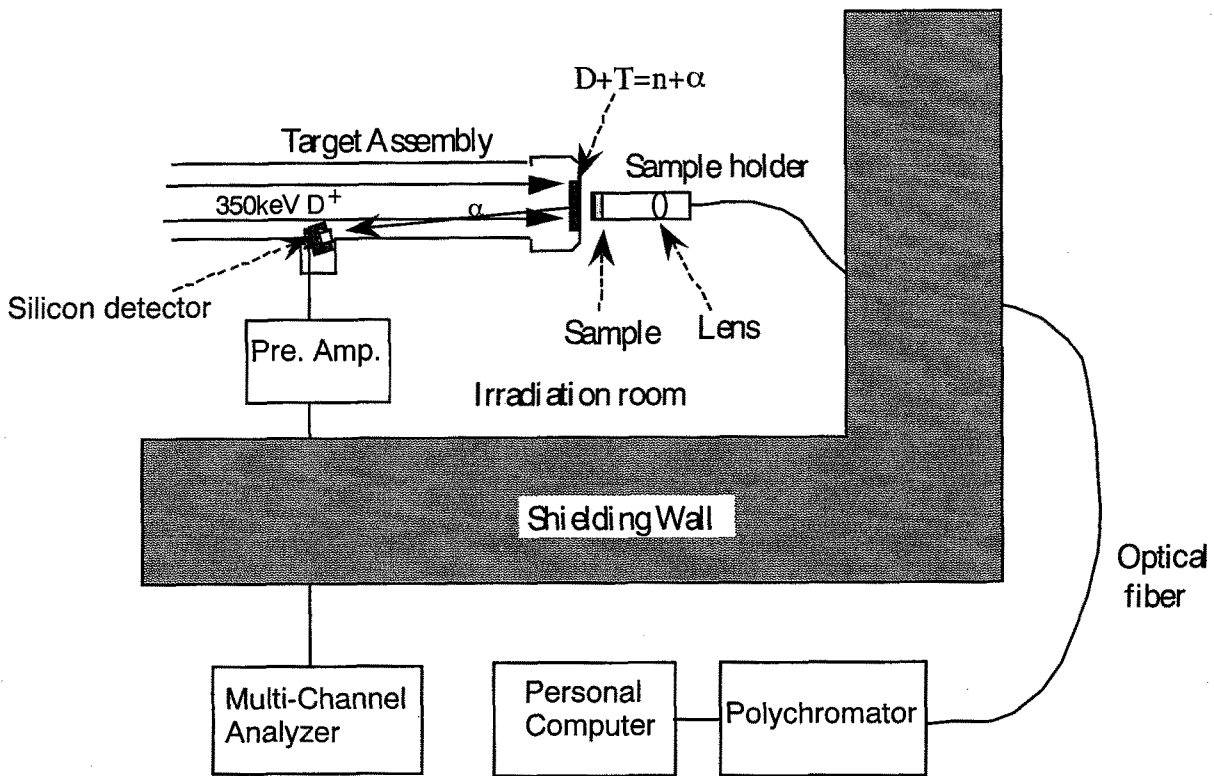 D+T=n+α
Target Assembly
Sample holder
350keV D+
α
Silicon detector
Sample
Lens
Pre. Amp.
Irradiation room
Shielding Wall
Optical
fiber
Multi-Channel
Analyzer
Personal
Computer
Polychromator